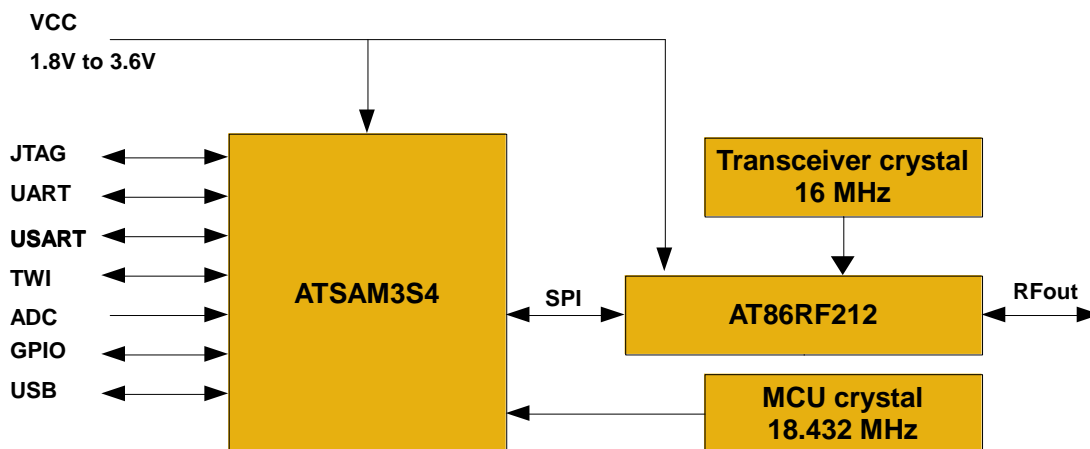 VCC
1.8V to 3.6V
JTAG
UART
USART
TWI
ADC
GPIO
USB
ATSAM3S4
SPI
Transceiver crystal
16 MHz
AT86RF212
RFout
MCU crystal
18.432 MHz